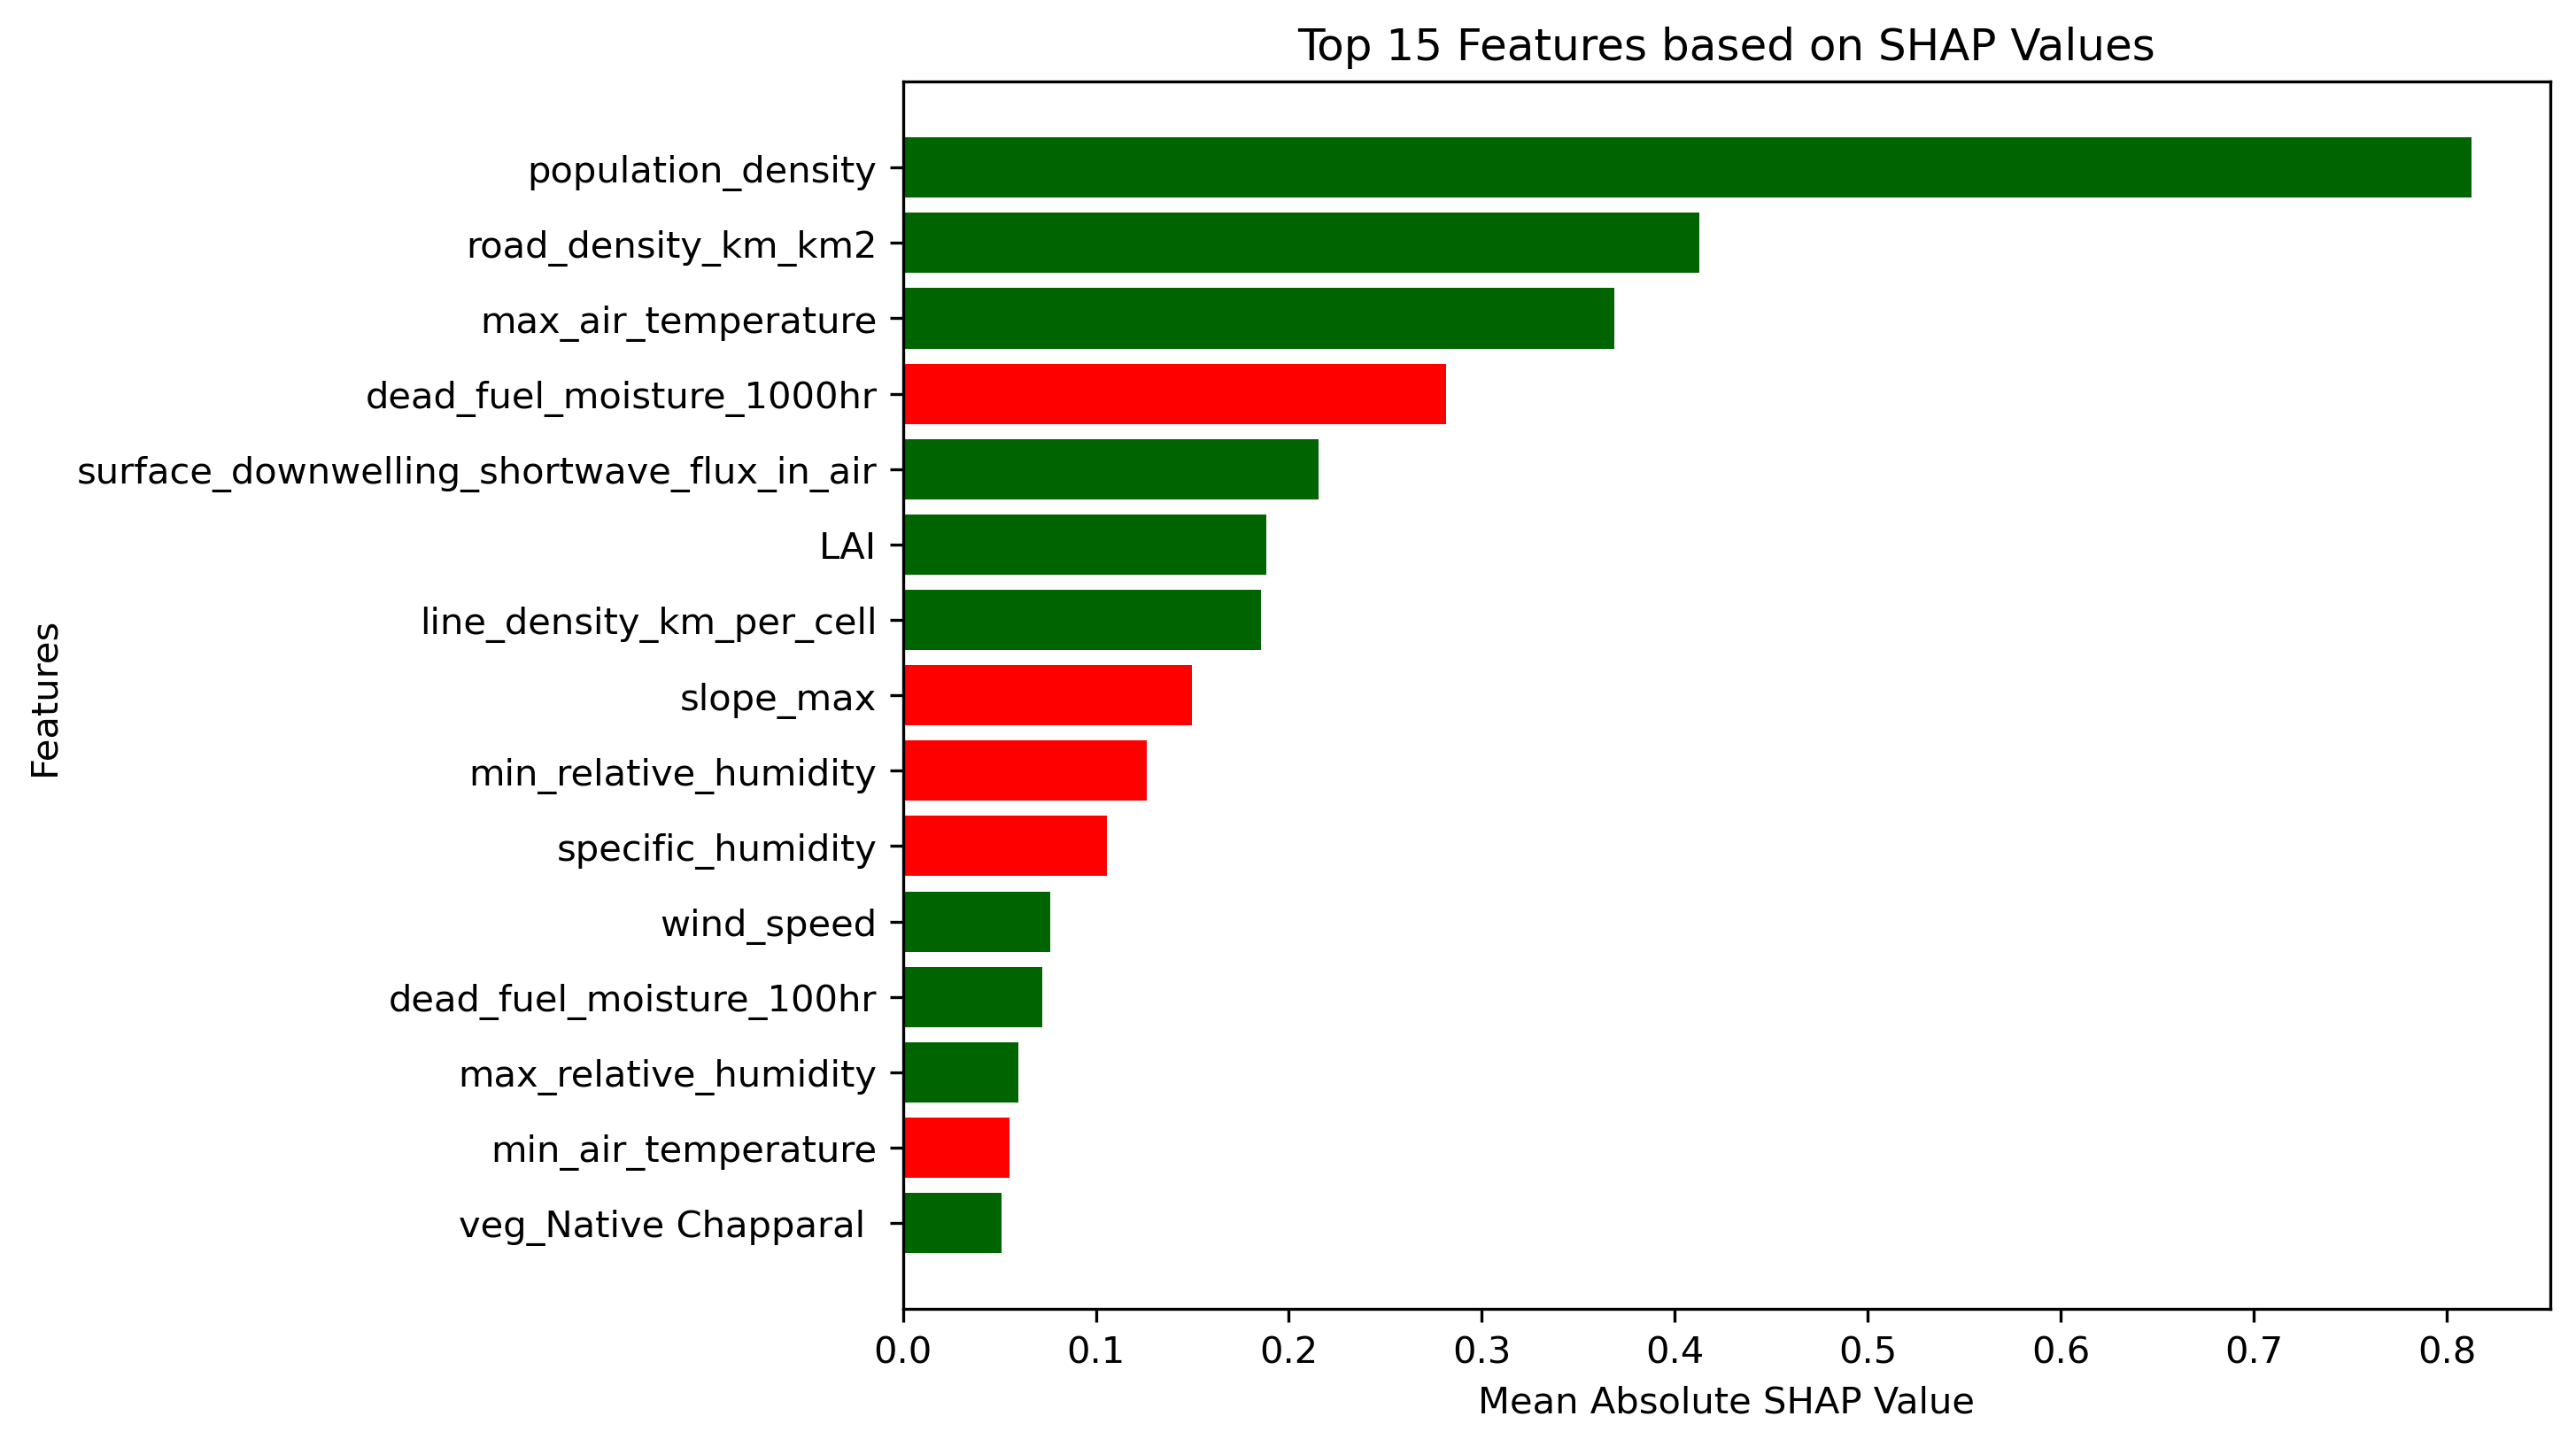 Top 15 Features based on SHAP Values
Features
population_density
road_density_km_km2
max_air_temperature
dead_fuel_moisture_1000hr
surface_downwelling_shortwave_flux_in_air
LAI
line_density_km_per_cell
slope_max
min_relative_humidity
specific_humidity
wind_speed
dead_fuel_moisture_100hr
max_relative_humidity
min_air_temperature
veg_Native Chapparal
0.0 0.1 0.2 0.3 0.4 0.5 0.6 0.7 0.8
Mean Absolute SHAP Value